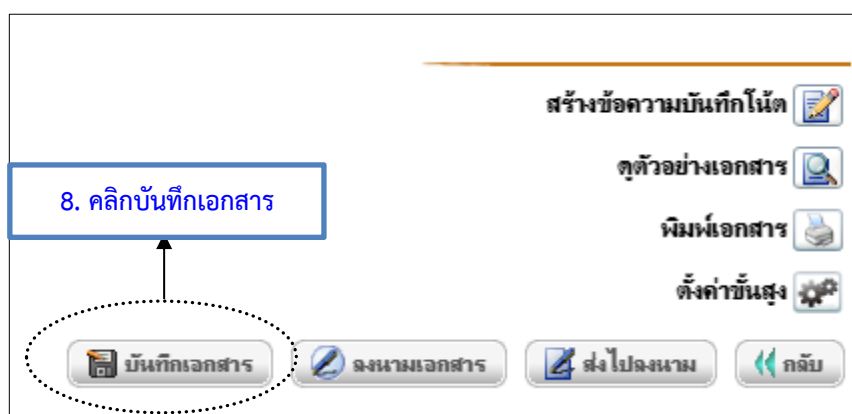 สร้างข้อความบันทึกโน้ต
ดูตัวอย่างเอกสาร
8. คลิกบันทึกเอกสาร
พิมพ์เอกสาร
ตั้งค่าขั้นสูง
บันทึกเอกสาร
ลงนามเอกสาร
ส่งไปลงนาม
กลับ